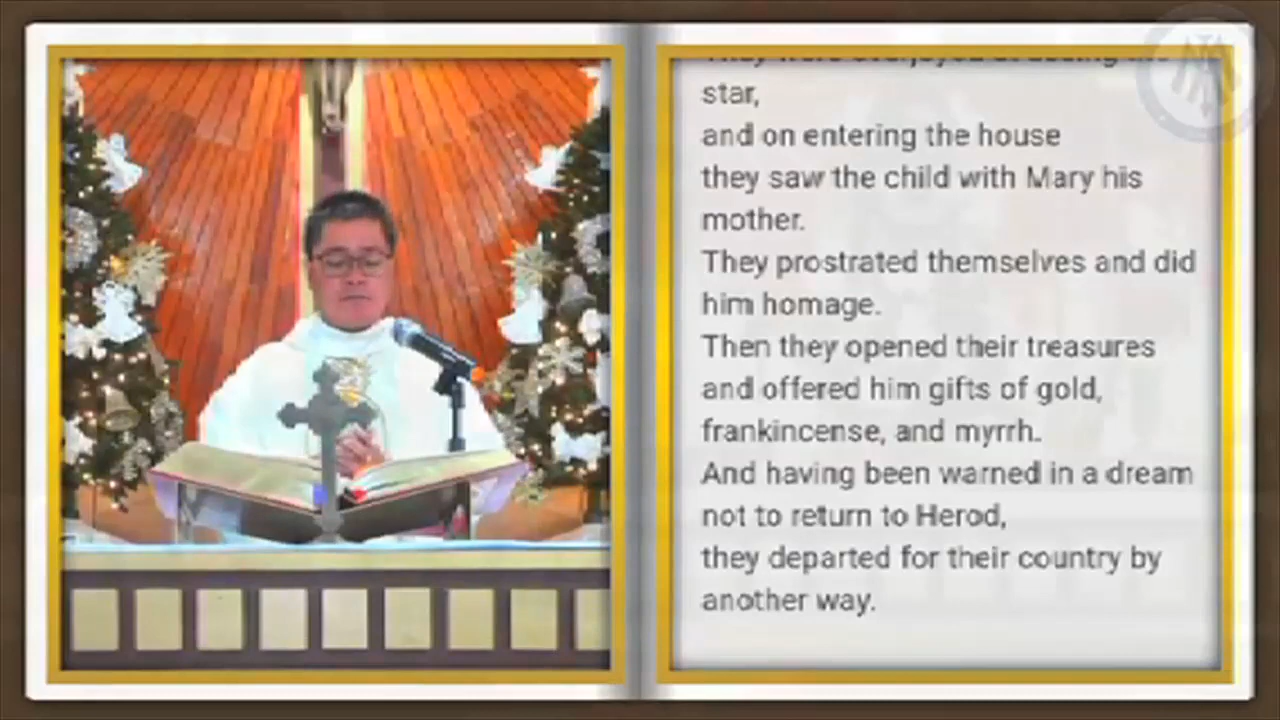 star,
and on entering the house
they saw the child with Mary his
mother.
They prostrated themselves and did
him homage.
Then they opened their treasures
and offered him gifts of gold,
frankincense, and myrrh.
And having been warned in a dream
not to return to Herod,
they departed for their country by
another way.